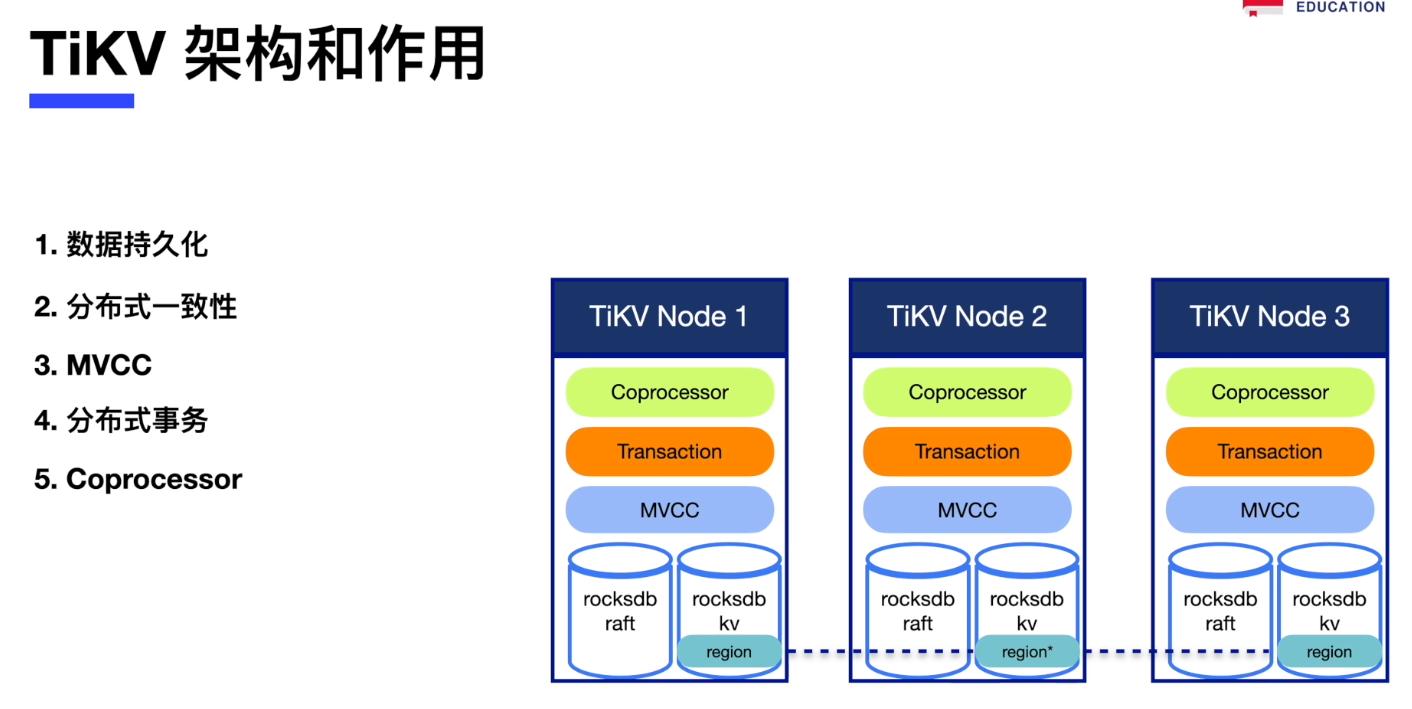 EDUCATION
TiKV 架构和作用
1. 数据持久化
2. 分布式一致性
3. MVCC
4. 分布式事务
5. Coprocessor
TiKV Node 1
Coprocessor
Transaction
MVCC
rocksdb
raft
rocksdb
kv
region
TiKV Node 2
Coprocessor
Transaction
MVCC
rocksdb
raft
rocksdb
kv
region*
TiKV Node 3
Coprocessor
Transaction
MVCC
rocksdb
raft
rocksdb
kv
region